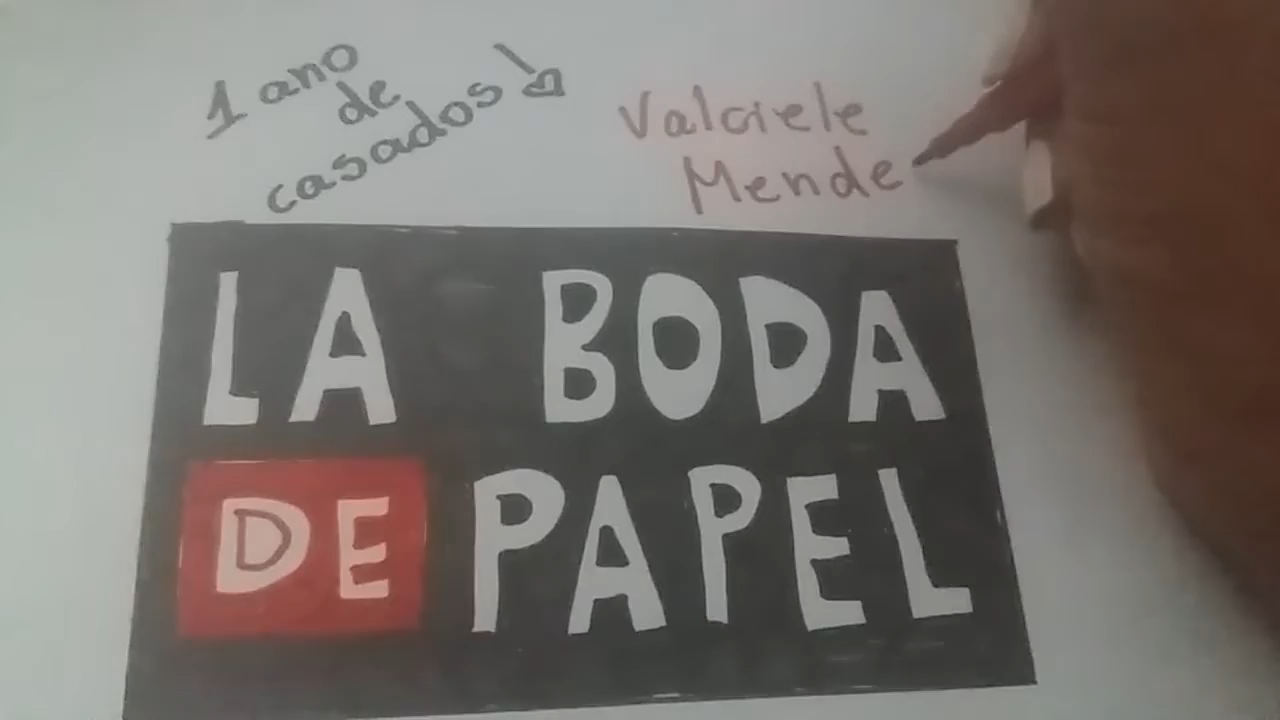 1 ano
de
casados!
Valciele
Mende
LA BODA
DE PAPEL